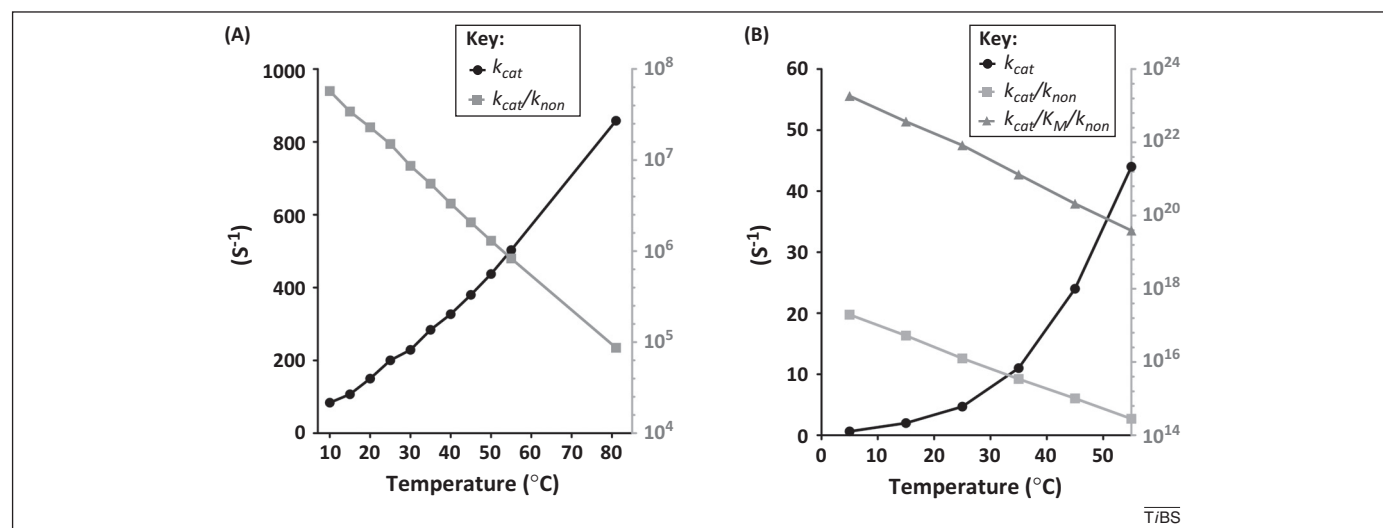 (A)
Key:
k_cat
k_cat/k_non
1000
800
600
400
200
0
(S⁻¹)
10⁸
10⁷
10⁶
10⁵
10⁴
10 20 30 40 50 60 70 80
Temperature (°C)
(B)
Key:
k_cat
k_cat/k_non
k_cat/K_M/k_non
60
50
40
30
20
10
0
(S⁻¹)
10²⁴
10²²
10²⁰
10¹⁸
10¹⁶
10¹⁴
0 10 20 30 40 50
Temperature (°C)
TiBS